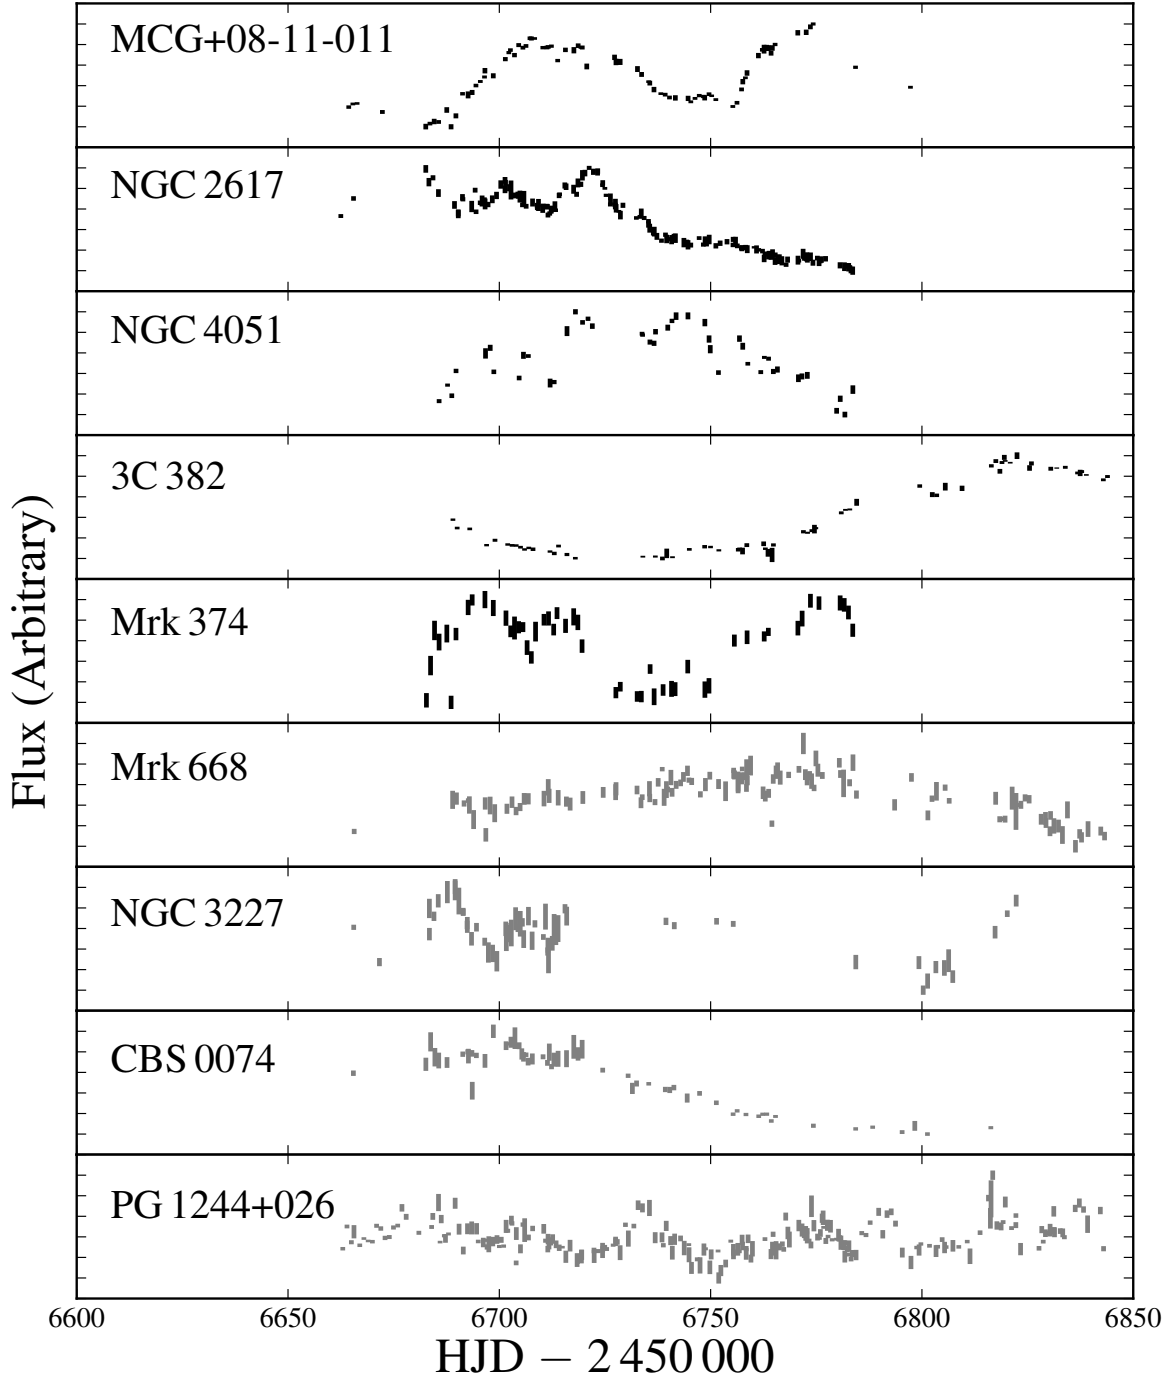 MCG+08-11-011
NGC 2617
NGC 4051
3C 382
Mrk 374
Mrk 668
NGC 3227
CBS 0074
PG 1244+026
Flux (Arbitrary)
6600 6650 6700 6750 6800 6850
HJD − 2 450 000